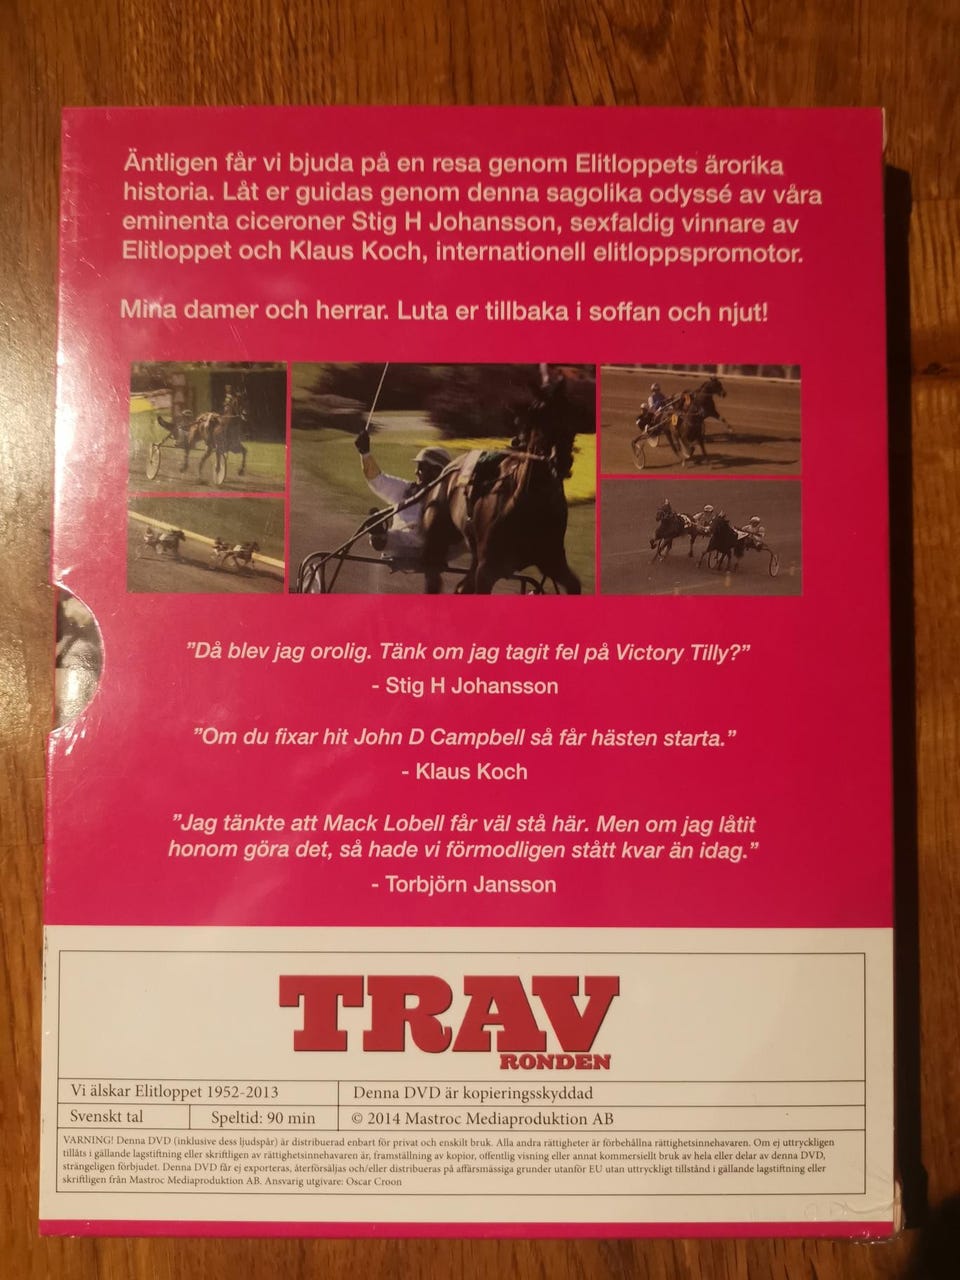 Äntligen får vi bjuda på en resa genom Elitloppets ärorika
historia. Låt er guidas genom denna sagolika odyssé av våra
eminenta ciceroner Stig H Johansson, sexfaldig vinnare av
Elitloppet och Klaus Koch, internationell elitloppspromotor.
Mina damer och herrar. Luta er tillbaka i soffan och njut!
”Då blev jag orolig. Tänk om jag tagit fel på Victory Tilly?”
- Stig H Johansson
”Om du fixar hit John D Campbell så får hästen starta.”
- Klaus Koch
”Jag tänkte att Mack Lobell får väl stå här. Men om jag låtit
honom göra det, så hade vi förmodligen stått kvar än idag.”
- Torbjörn Jansson
TRAV
RONDEN
Vi älskar Elitloppet 1952-2013
Denna DVD är kopieringsskyddad
Svenskt tal
Speltid: 90 min
© 2014 Mastroc Mediaproduktion AB
VARNING! Denna DVD (inklusive dess ljudspår) är distribuerad enbart för privat och enskilt bruk. Alla andra rättigheter är förbehållna rättighetsinnehavaren. Om ej uttryckligen
tillåts i gällande lagstiftning eller skriftligen av rättighetsinnehavaren är, framställning av kopior, offentlig visning eller annat kommersiellt bruk av hela eller delar av denna DVD,
strängeligen förbjudet. Denna DVD får ej exporteras, återförsäljas och/eller distribueras på affärsmässiga grunder utanför EU utan uttryckligt tillstånd i gällande lagstiftning eller
skriftligen från Mastroc Mediaproduktion AB. Ansvarig utgivare: Oscar Croon